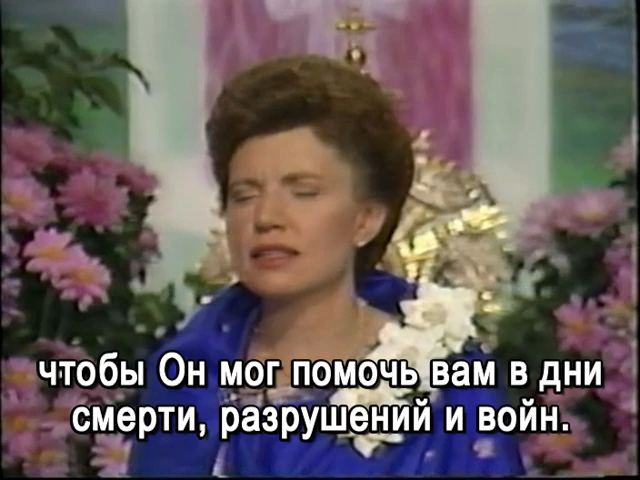 чтобы Он мог помочь вам в дни
смерти, разрушений и войн.